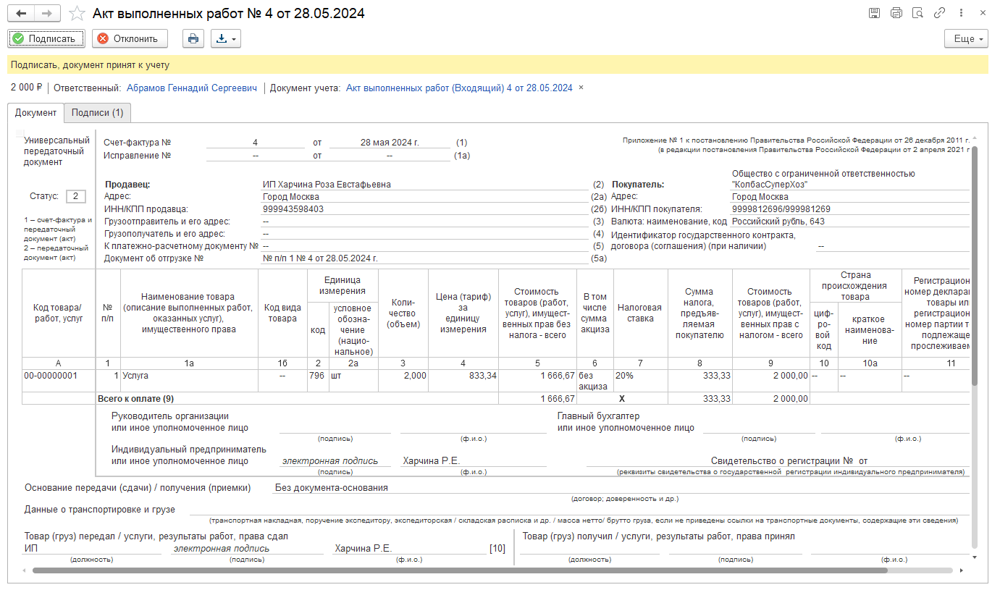 Акт выполненных работ № 4 от 28.05.2024
Подписать
Отклонить
Еще
Подписать, документ принят к учету
2 000 ₽ Ответственный: Абрамов Геннадий Сергеевич Документ учета: Акт выполненных работ (Входящий) 4 от 28.05.2024 ×
Документ
Подписи (1)
Универсальный
передаточный
документ
Статус: 2
1 – счет-фактура и
передаточный
документ (акт)
2 – передаточный
документ (акт)
Счет-фактура № 4 от 28 мая 2024 г. (1)
Исправление № -- от -- (1а)
Приложение № 1 к постановлению Правительства Российской Федерации от 26 декабря 2011 г.
(в редакции постановления Правительства Российской Федерации от 2 апреля 2021 г
Продавец: ИП Харчина Роза Евстафьевна (2)
Адрес: Город Москва (2а)
ИНН/КПП продавца: 999943598403 (2б)
Грузоотправитель и его адрес: -- (3)
Грузополучатель и его адрес: -- (4)
К платежно-расчетному документу № -- (5)
Документ об отгрузке № № п/п 1 № 4 от 28.05.2024 г. (5а)
Общество с ограниченной ответственностью
Покупатель: "КолбасСуперХоз"
Адрес: Город Москва
ИНН/КПП покупателя: 9999812696/999981269
Валюта: наименование, код Российский рубль, 643
Идентификатор государственного контракта,
договора (соглашения) (при наличии) --
Код товара/
работ, услуг
№
п/п
Наименование товара
(описание выполненных работ,
оказанных услуг),
имущественного права
Код вида
товара
Единица
измерения
код
условное
обозна-
чение
(нацио-
нальное)
Коли-
чество
(объем)
Цена (тариф)
за
единицу
измерения
Стоимость
товаров (работ,
услуг), имущест-
венных прав без
налога - всего
В том
числе
сумма
акциза
Налоговая
ставка
Сумма
налога,
предъяв-
ляемая
покупателю
Стоимость
товаров (работ,
услуг), имущест-
венных прав с
налогом - всего
Страна
происхождения
товара
циф-
ро-
вой
код
краткое
наименова-
ние
Регистрацион
номер деклара
товары ил
регистрацион
номер партии т
подлежаще
прослеживаем
А 1 1а 1б 2 2а 3 4 5 6 7 8 9 10 10а 11
00-00000001 1 Услуга -- 796 шт 2,000 833,34 1 666,67 без 20% 333,33 2 000,00 -- -- --
акциза
Всего к оплате (9) 1 666,67 Х 333,33 2 000,00
Руководитель организации
или иное уполномоченное лицо
(подпись) (ф.и.о.)
Главный бухгалтер
или иное уполномоченное лицо
(подпись) (ф.и.о.)
Индивидуальный предприниматель
или иное уполномоченное лицо электронная подпись Харчина Р.Е. Свидетельство о регистрации № от
(подпись) (ф.и.о.) (реквизиты свидетельства о государственной регистрации индивидуального предпринимателя)
Основание передачи (сдачи) / получения (приемки) Без документа-основания
(договор; доверенность и др.)
Данные о транспортировке и грузе
(транспортная накладная, поручение экспедитору, экспедиторская / складская расписка и др. / масса нетто/ брутто груза, если не приведены ссылки на транспортные документы, содержащие эти сведения)
Товар (груз) передал / услуги, результаты работ, права сдал
ИП электронная подпись Харчина Р.Е. [10]
(должность) (подпись) (ф.и.о.)
Товар (груз) получил / услуги, результаты работ, права принял
(должность) (подпись) (ф.и.о.)